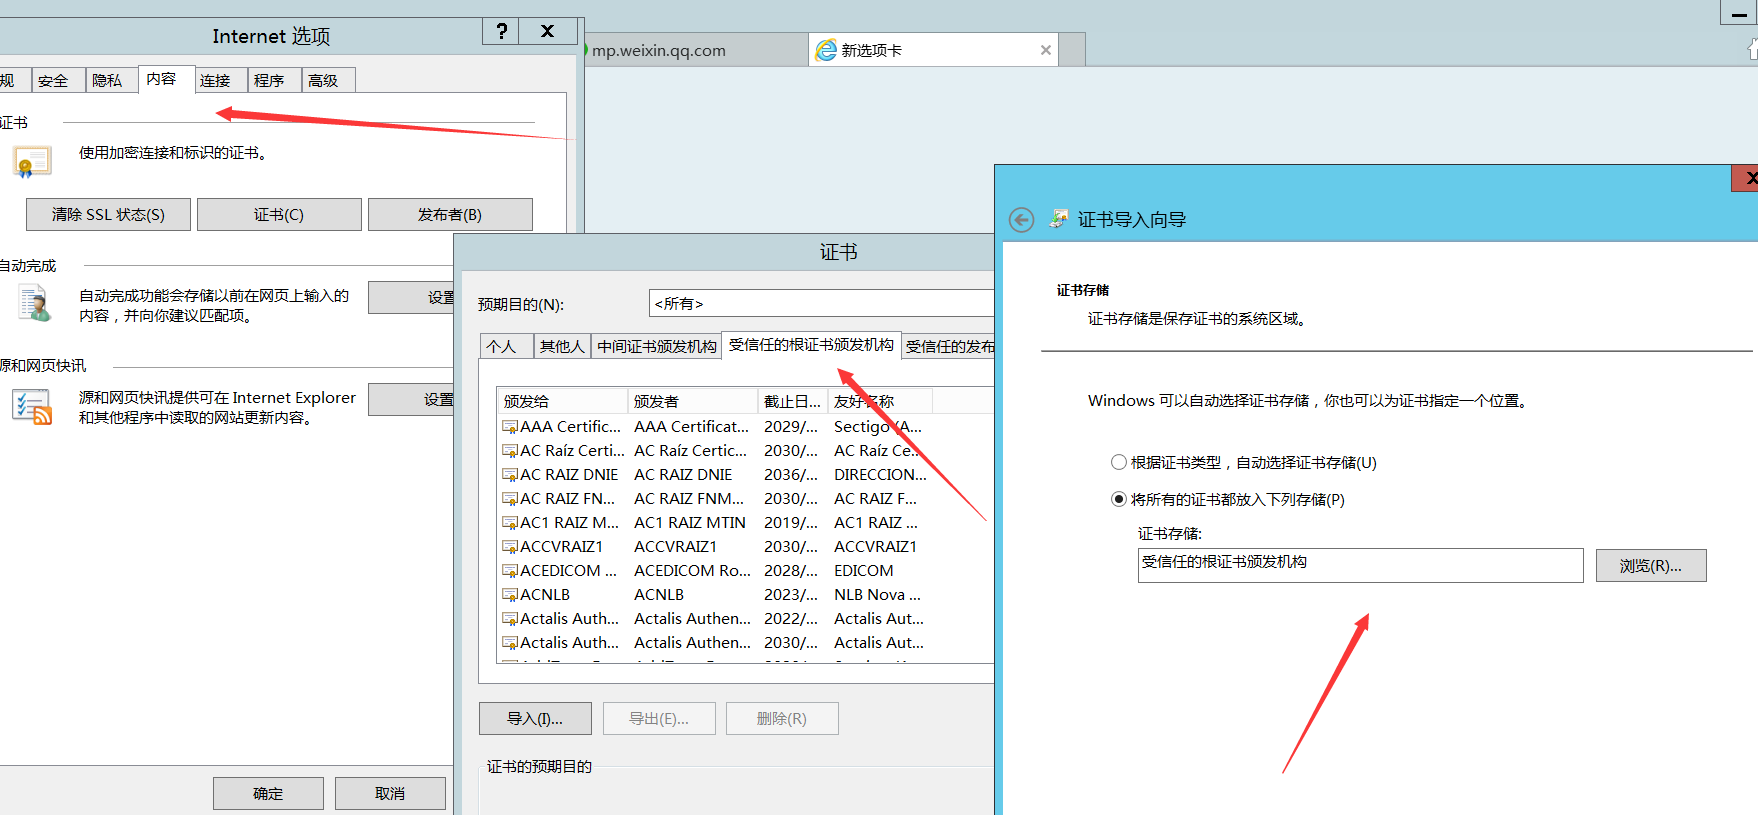 Internet 选项
?
X
规
安全
隐私
内容
连接
程序
高级
证书
使用加密连接和标识的证书。
清除 SSL 状态(S)
证书(C)
发布者(B)
自动完成
自动完成功能会存储以前在网页上输入的
内容，并向你建议匹配项。
设置
源和网页快讯
源和网页快讯提供可在 Internet Explorer
和其他程序中读取的网站更新内容。
设置
确定
取消
mp.weixin.qq.com
新选项卡
证书
预期目的(N):
<所有>
个人
其他人
中间证书颁发机构
受信任的根证书颁发机构
受信任的发布
颁发给 颁发者 截止日... 友好名称
AAA Certific... AAA Certificat... 2029/... Sectigo (A...
AC Raíz Certi... AC Raíz Certic... 2030/... AC Raíz Ce...
AC RAIZ DNIE AC RAIZ DNIE 2036/... DIRECCION...
AC RAIZ FN... AC RAIZ FNM... 2030/... AC RAIZ F...
AC1 RAIZ M... AC1 RAIZ MTIN 2019/... AC1 RAIZ ...
ACCVRAIZ1 ACCVRAIZ1 2030/... ACCVRAIZ1
ACEDICOM ... ACEDICOM Ro... 2028/... EDICOM
ACNLB ACNLB 2023/... NLB Nova ...
Actalis Auth... Actalis Authen... 2022/... Actalis Aut...
Actalis Auth... Actalis Authen... 2030/... Actalis Aut...
导入(I)...
导出(E)...
删除(R)
证书的预期目的
X
证书导入向导
证书存储
证书存储是保存证书的系统区域。
Windows 可以自动选择证书存储，你也可以为证书指定一个位置。
根据证书类型，自动选择证书存储(U)
将所有的证书都放入下列存储(P)
证书存储:
受信任的根证书颁发机构
浏览(R)...